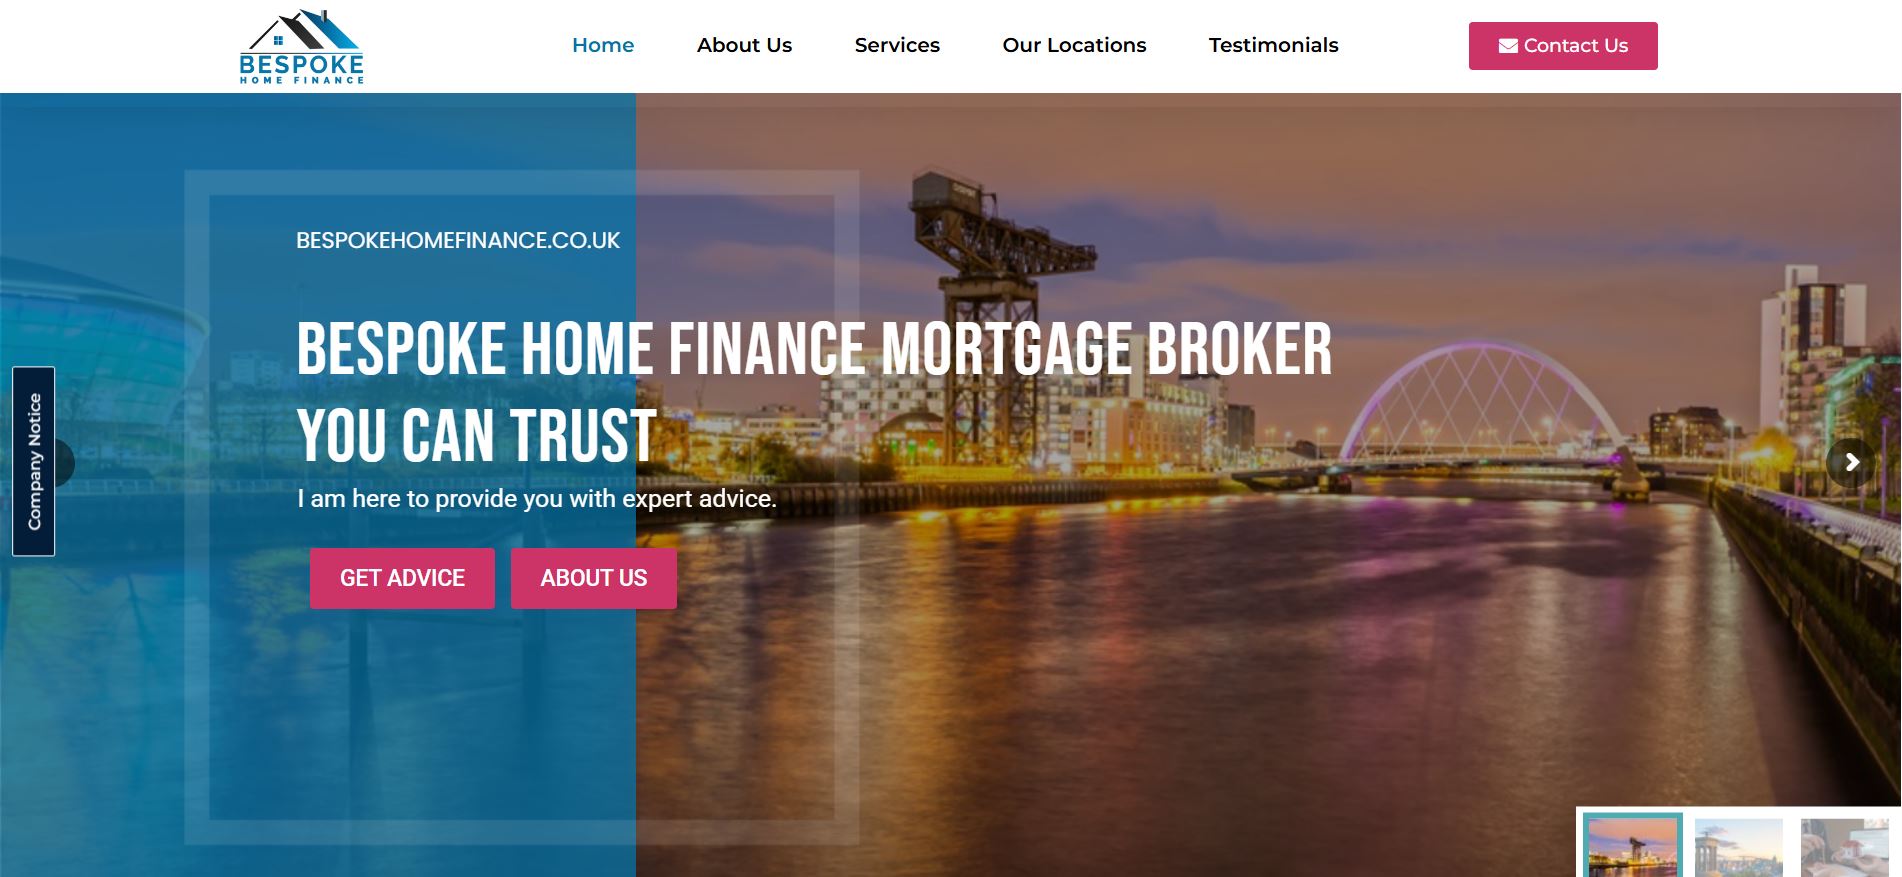 BESPOKE
HOME FINANCE
Home
About Us
Services
Our Locations
Testimonials
Contact Us
BESPOKEHOMEFINANCE.CO.UK
BESPOKE HOME FINANCE MORTGAGE BROKER
YOU CAN TRUST
I am here to provide you with expert advice.
GET ADVICE
ABOUT US
Company Notice